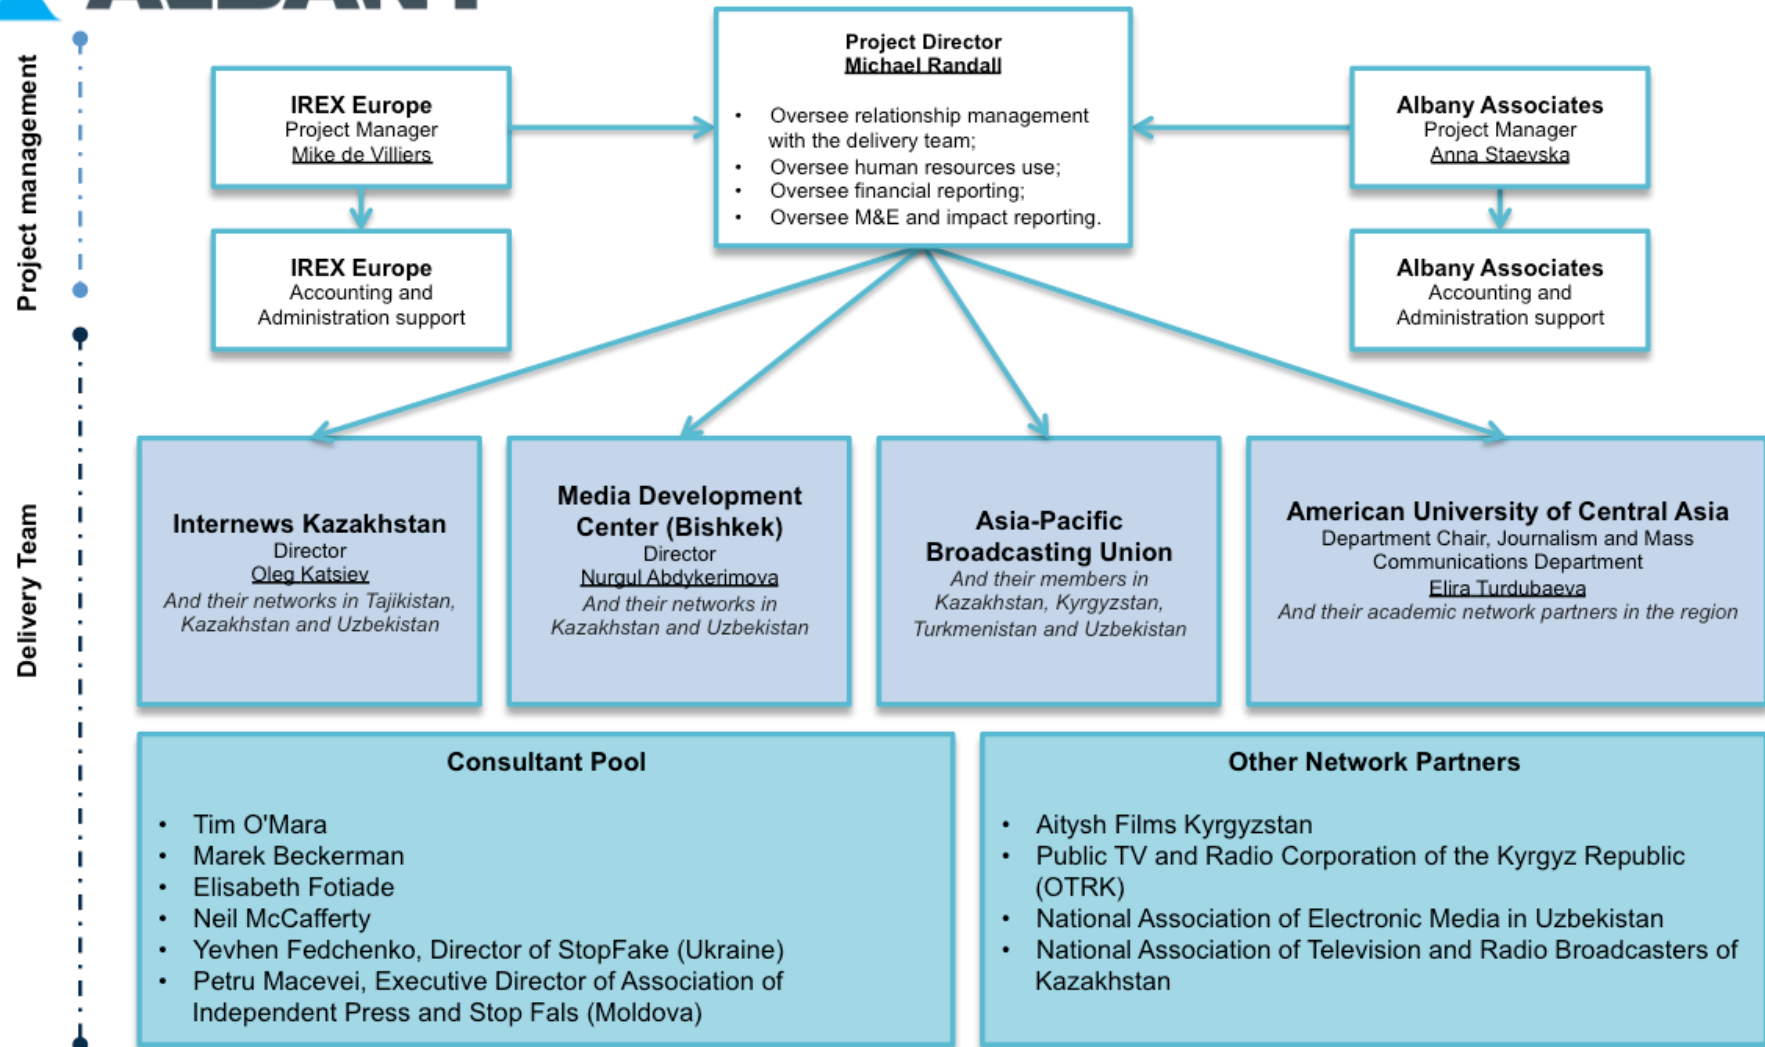 ALBANY
Project management
Delivery Team
Project Director
Michael Randall
• Oversee relationship management
with the delivery team;
• Oversee human resources use;
• Oversee financial reporting;
• Oversee M&E and impact reporting.
IREX Europe
Project Manager
Mike de Villiers
Albany Associates
Project Manager
Anna Staevska
IREX Europe
Accounting and
Administration support
Albany Associates
Accounting and
Administration support
Internews Kazakhstan
Director
Oleg Katsiev
And their networks in Tajikistan,
Kazakhstan and Uzbekistan
Media Development
Center (Bishkek)
Director
Nurgul Abdykerimova
And their networks in
Kazakhstan and Uzbekistan
Asia-Pacific
Broadcasting Union
And their members in
Kazakhstan, Kyrgyzstan,
Turkmenistan and Uzbekistan
American University of Central Asia
Department Chair, Journalism and Mass
Communications Department
Elira Turdubaeva
And their academic network partners in the region
Consultant Pool
• Tim O'Mara
• Marek Beckerman
• Elisabeth Fotiade
• Neil McCafferty
• Yevhen Fedchenko, Director of StopFake (Ukraine)
• Petru Macevei, Executive Director of Association of
Independent Press and Stop Fals (Moldova)
Other Network Partners
• Aitysh Films Kyrgyzstan
• Public TV and Radio Corporation of the Kyrgyz Republic
(OTRK)
• National Association of Electronic Media in Uzbekistan
• National Association of Television and Radio Broadcasters of
Kazakhstan